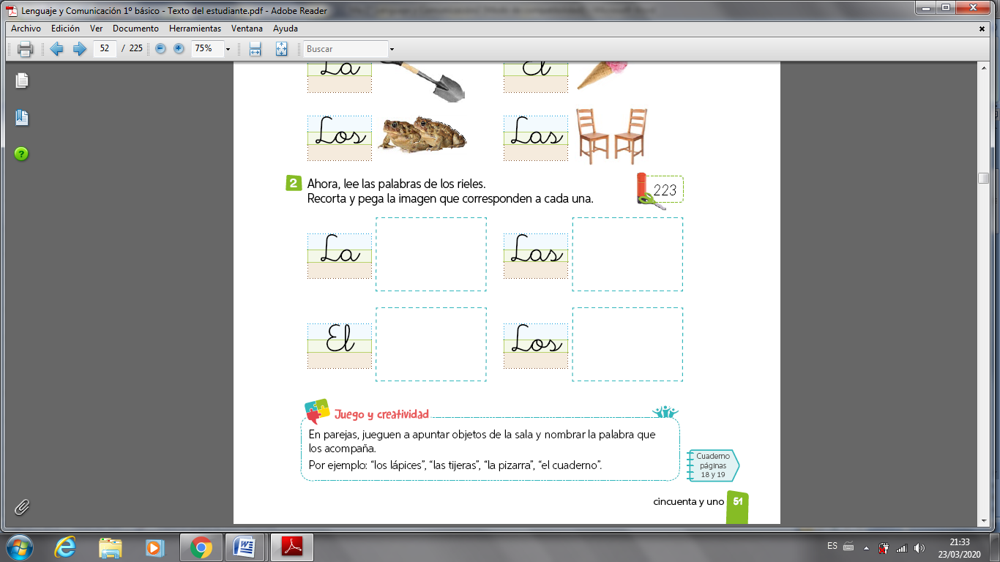 Lenguaje y Comunicación 1º básico - Texto del estudiante.pdf - Adobe Reader
Archivo Edición Ver Documento Herramientas Ventana Ayuda
52 / 225 75% Buscar
La El
Los Las
2 Ahora, lee las palabras de los rieles.
Recorta y pega la imagen que corresponden a cada una.
223
La Las
El Los
Juego y creatividad
En parejas, jueguen a apuntar objetos de la sala y nombrar la palabra que
los acompaña.
Por ejemplo: “los lápices”, “las tijeras”, “la pizarra”, “el cuaderno”.
Cuaderno
páginas
18 y 19
cincuenta y uno 51
ES 21:33
23/03/2020